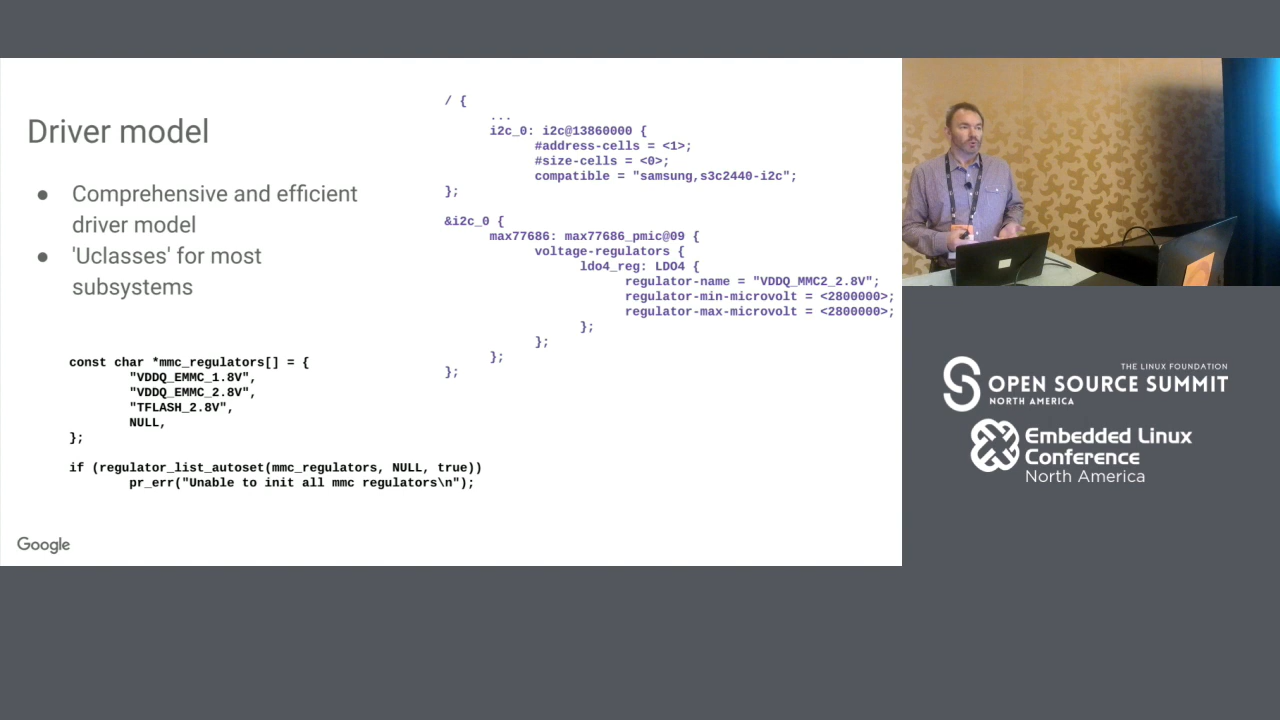 Driver model
● Comprehensive and efficient
driver model
● 'Uclasses' for most
subsystems
const char *mmc_regulators[] = {
"VDDQ_EMMC_1.8V",
"VDDQ_EMMC_2.8V",
"TFLASH_2.8V",
NULL,
};
if (regulator_list_autoset(mmc_regulators, NULL, true))
pr_err("Unable to init all mmc regulators\n");
/ {
...
i2c_0: i2c@13860000 {
#address-cells = <1>;
#size-cells = <0>;
compatible = "samsung,s3c2440-i2c";
};
&i2c_0 {
max77686: max77686_pmic@09 {
voltage-regulators {
ldo4_reg: LDO4 {
regulator-name = "VDDQ_MMC2_2.8V";
regulator-min-microvolt = <2800000>;
regulator-max-microvolt = <2800000>;
};
};
};
};
Google
THE LINUX FOUNDATION
OPEN SOURCE SUMMIT
NORTH AMERICA
Embedded Linux
Conference
North America